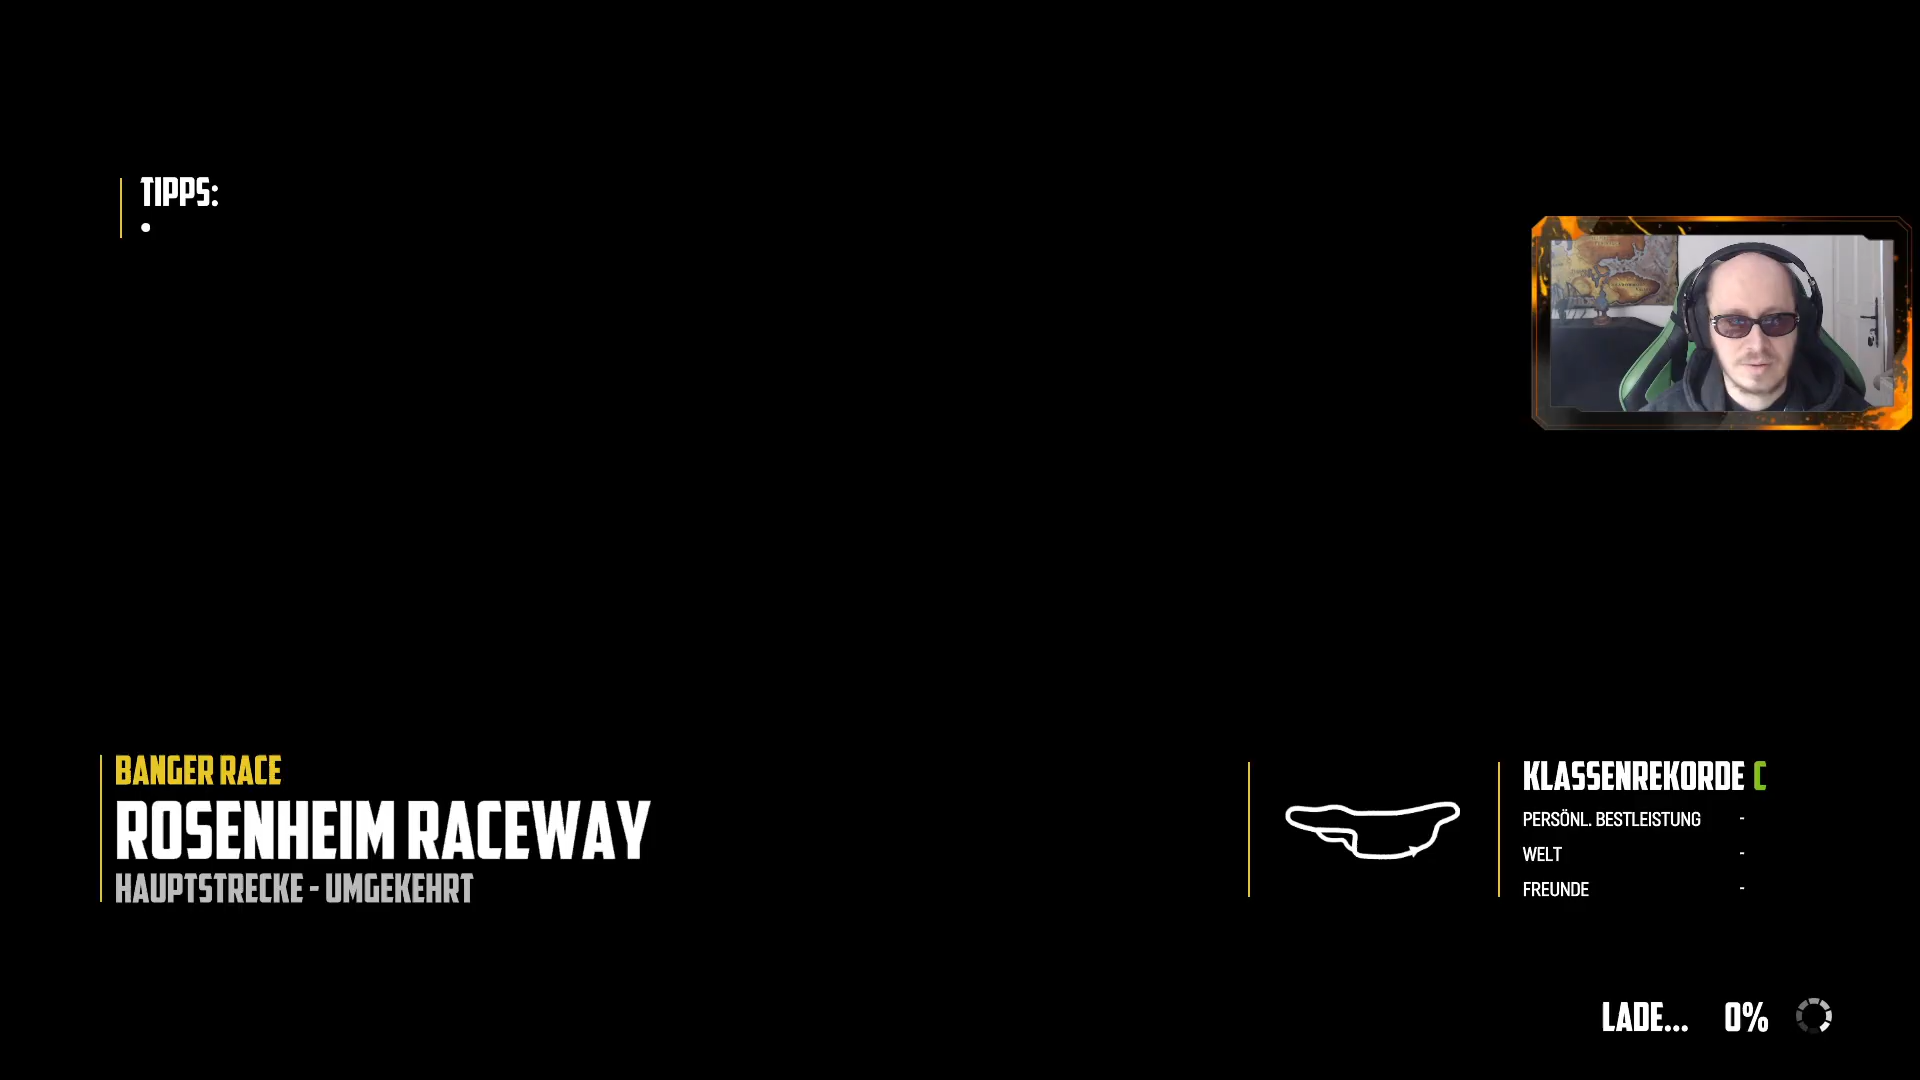 TIPPS:
•
BANGER RACE
ROSENHEIM RACEWAY
HAUPTSTRECKE - UMGEKEHRT
KLASSENREKORDE C
PERSÖNL. BESTLEISTUNG -
WELT -
FREUNDE -
LADE... 0%